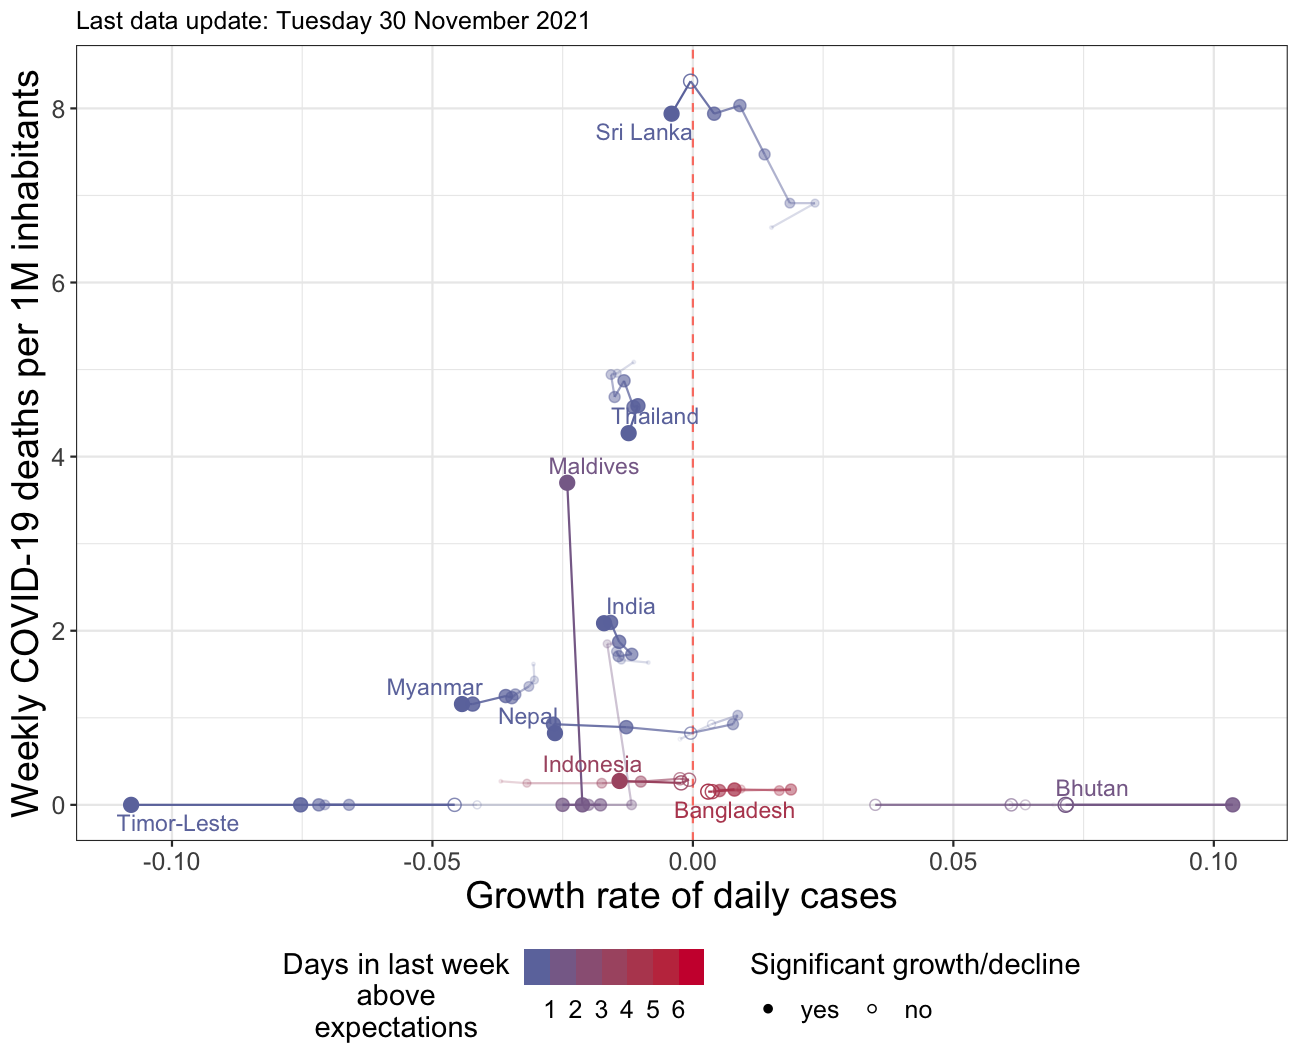 Last data update: Tuesday 30 November 2021
Weekly COVID-19 deaths per 1M inhabitants
8
6
4
2
0
Sri Lanka
Thailand
Maldives
India
Myanmar
Nepal
Indonesia
Bangladesh
Bhutan
Timor-Leste
-0.10 -0.05 0.00 0.05 0.10
Growth rate of daily cases
Days in last week
above
expectations
1 2 3 4 5 6
Significant growth/decline
yes no